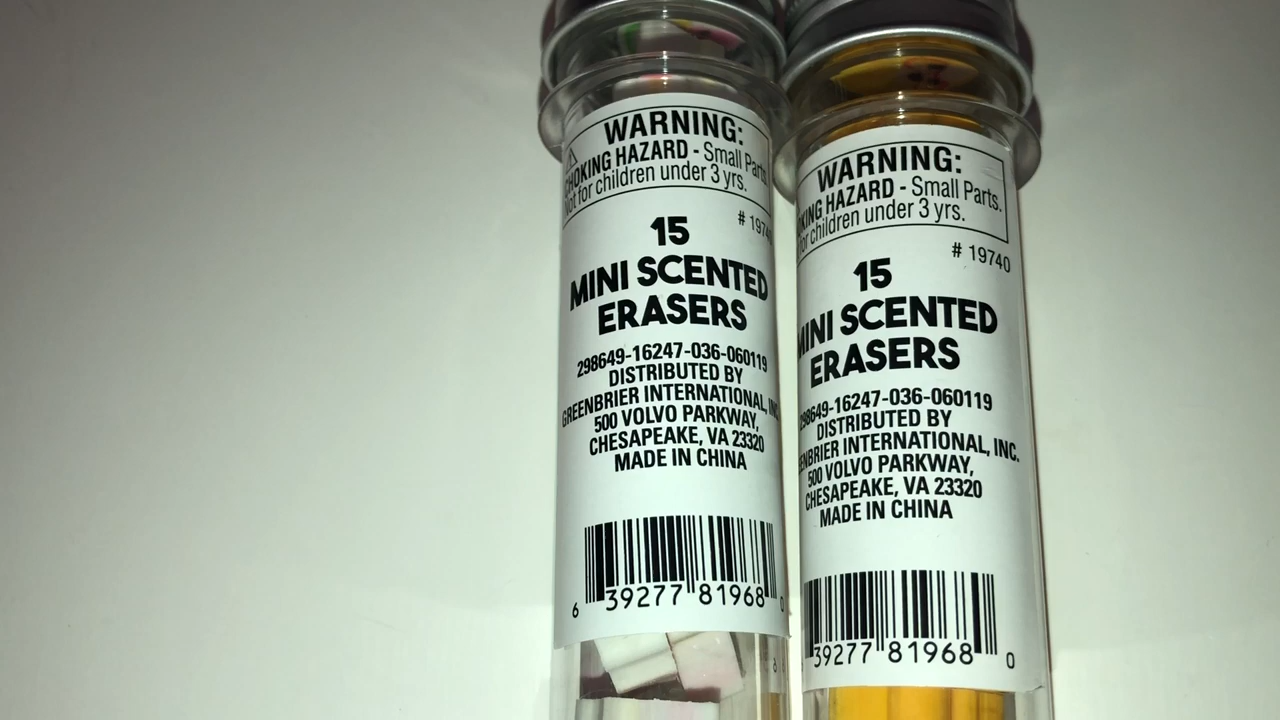 WARNING:
CHOKING HAZARD - Small Parts
Not for children under 3 yrs.
# 19740
15
MINI SCENTED
ERASERS
298649-16247-036-060119
DISTRIBUTED BY
GREENBRIER INTERNATIONAL, INC
500 VOLVO PARKWAY,
CHESAPEAKE, VA 23320
MADE IN CHINA
6 39277 81968 0
WARNING:
KING HAZARD - Small Parts.
for children under 3 yrs.
# 19740
15
MINI SCENTED
ERASERS
298649-16247-036-060119
DISTRIBUTED BY
ENBRIER INTERNATIONAL, INC.
500 VOLVO PARKWAY,
CHESAPEAKE, VA 23320
MADE IN CHINA
39277 81968 0